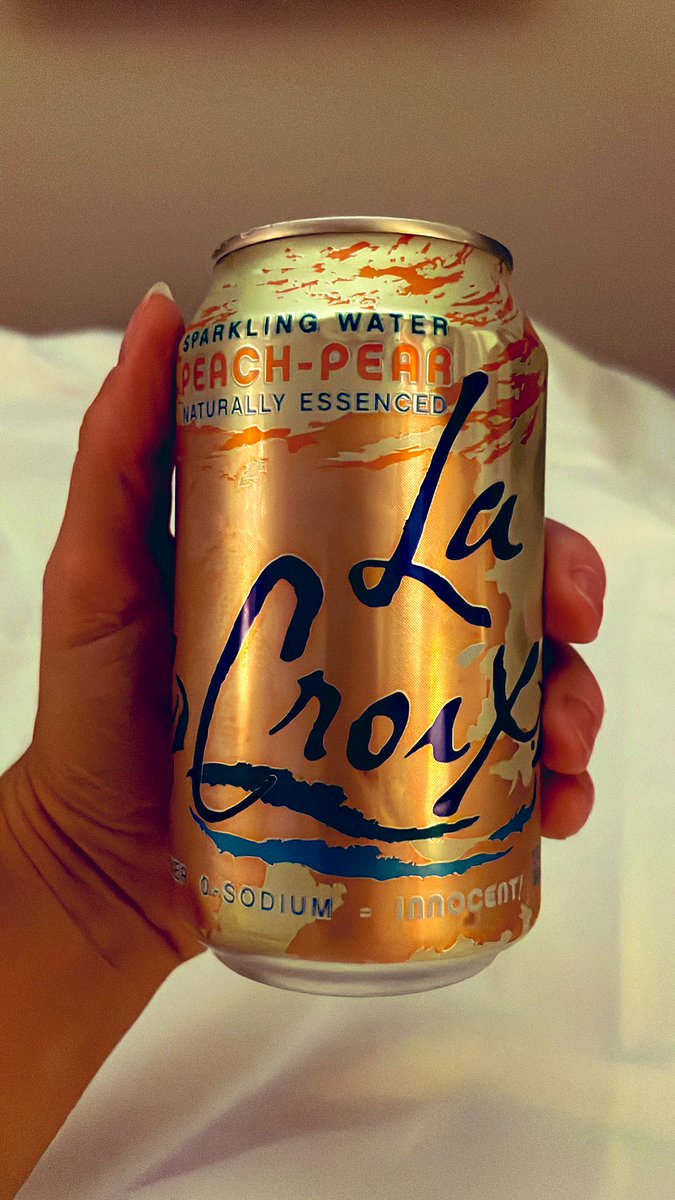 SPARKLING WATER
PEACH-PEAR
NATURALLY ESSENCED
La
Croix
0-SODIUM = INNOCENT!